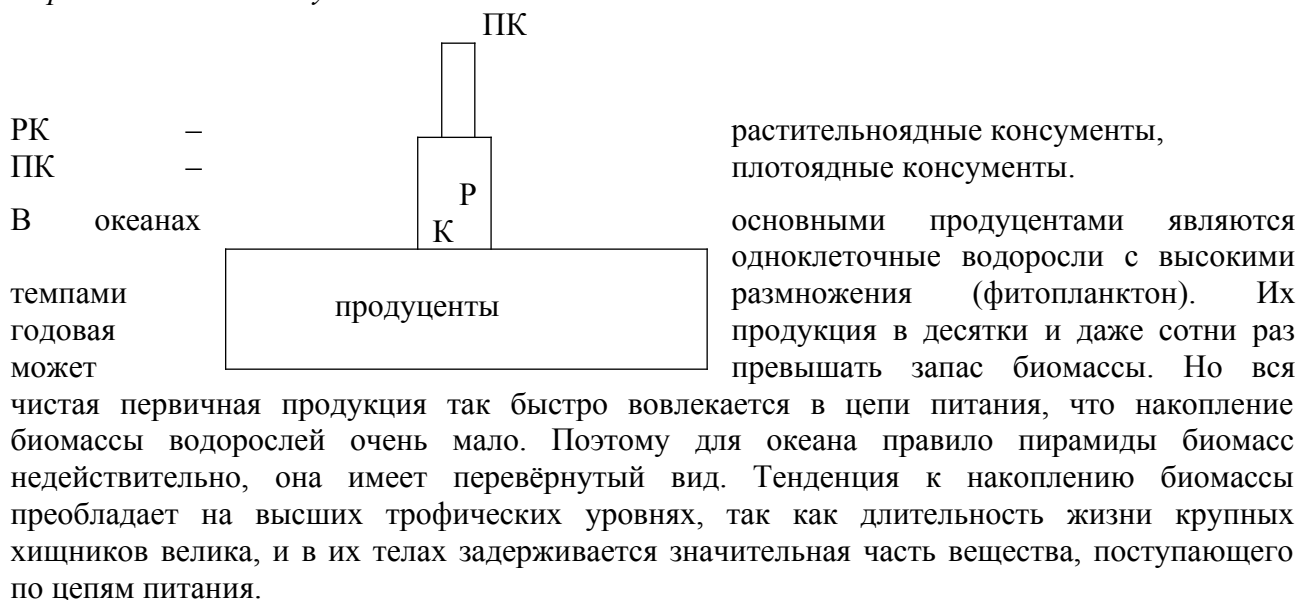 ПК
РК – растительноядные консументы,
ПК – плотоядные консументы.
Р
К
В океанах основными продуцентами являются
одноклеточные водоросли с высокими
темпами размножения (фитопланктон). Их
продуценты
годовая продукция в десятки и даже сотни раз
может превышать запас биомассы. Но вся
чистая первичная продукция так быстро вовлекается в цепи питания, что накопление
биомассы водорослей очень мало. Поэтому для океана правило пирамиды биомасс
недействительно, она имеет перевёрнутый вид. Тенденция к накоплению биомассы
преобладает на высших трофических уровнях, так как длительность жизни крупных
хищников велика, и в их телах задерживается значительная часть вещества, поступающего
по цепям питания.